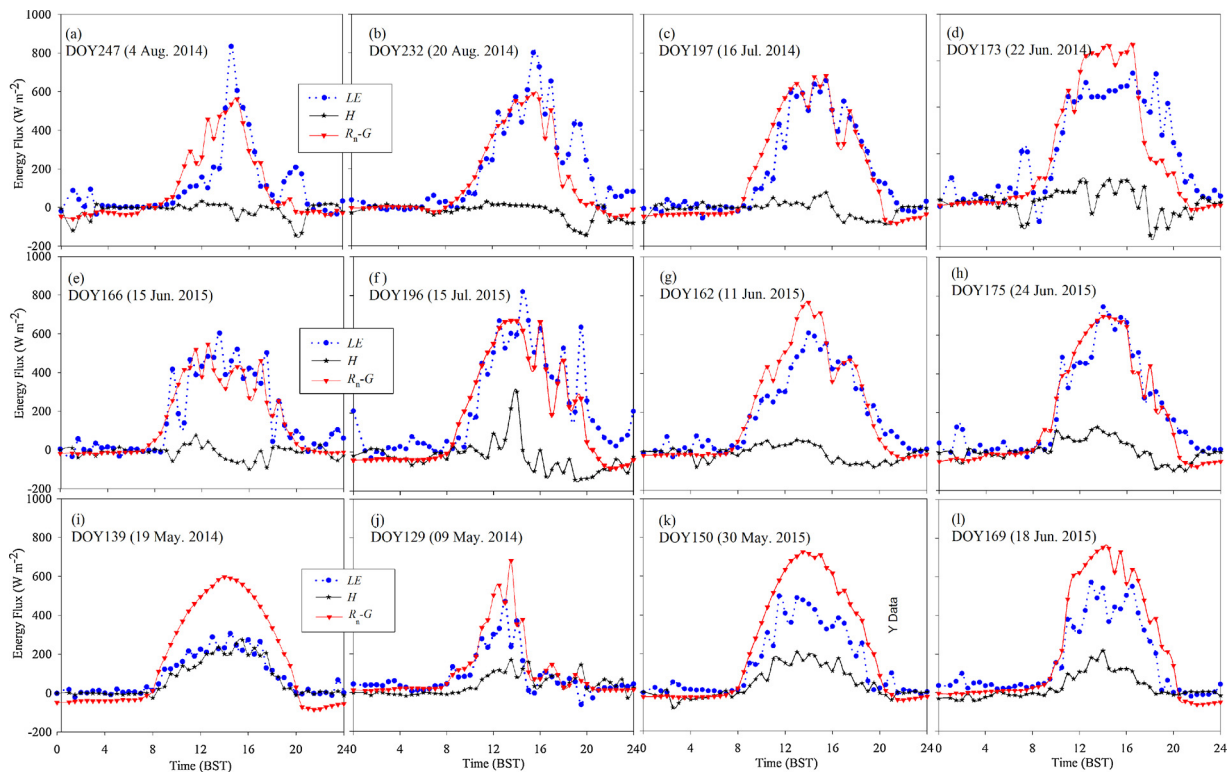 1000
800
600
400
200
0
-200
Energy Flux (W m⁻²)
(a)
DOY247 (4 Aug. 2014)
LE
H
Rn-G
(b)
DOY232 (20 Aug. 2014)
(c)
DOY197 (16 Jul. 2014)
(d)
DOY173 (22 Jun. 2014)
1000
800
600
400
200
0
-200
Energy Flux (W m⁻²)
(e)
DOY166 (15 Jun. 2015)
LE
H
Rn-G
(f)
DOY196 (15 Jul. 2015)
(g)
DOY162 (11 Jun. 2015)
(h)
DOY175 (24 Jun. 2015)
1000
800
600
400
200
0
-200
Energy Flux (W m⁻²)
(i)
DOY139 (19 May. 2014)
LE
H
Rn-G
(j)
DOY129 (09 May. 2014)
(k)
DOY150 (30 May. 2015)
Y Data
(l)
DOY169 (18 Jun. 2015)
0 4 8 12 16 20 24 0 4 8 12 16 20 24 0 4 8 12 16 20 24 0 4 8 12 16 20 24
Time (BST) Time (BST) Time (BST) Time (BST)